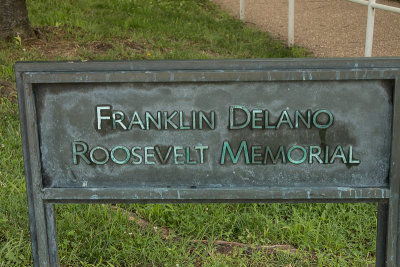 Franklin Delano
Roosevelt Memorial